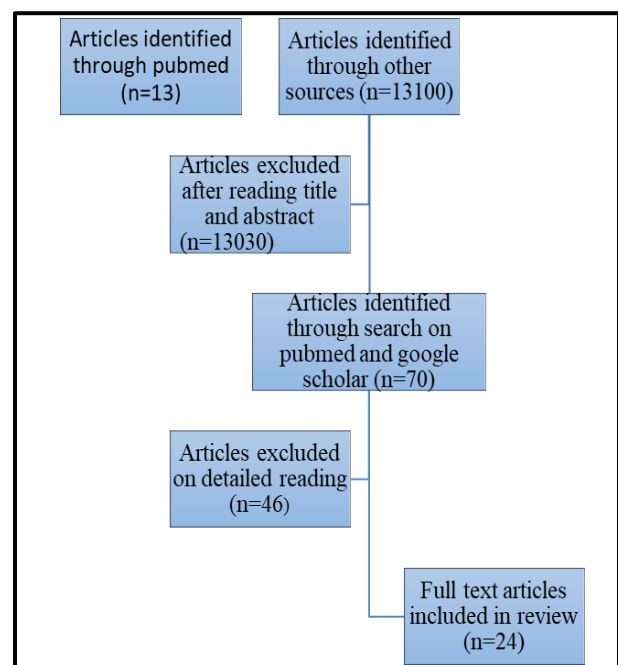 Articles identified
through pubmed
(n=13)
Articles identified
through other
sources (n=13100)
Articles excluded
after reading title
and abstract
(n=13030)
Articles identified
through search on
pubmed and google
scholar (n=70)
Articles excluded
on detailed reading
(n=46)
Full text articles
included in review
(n=24)